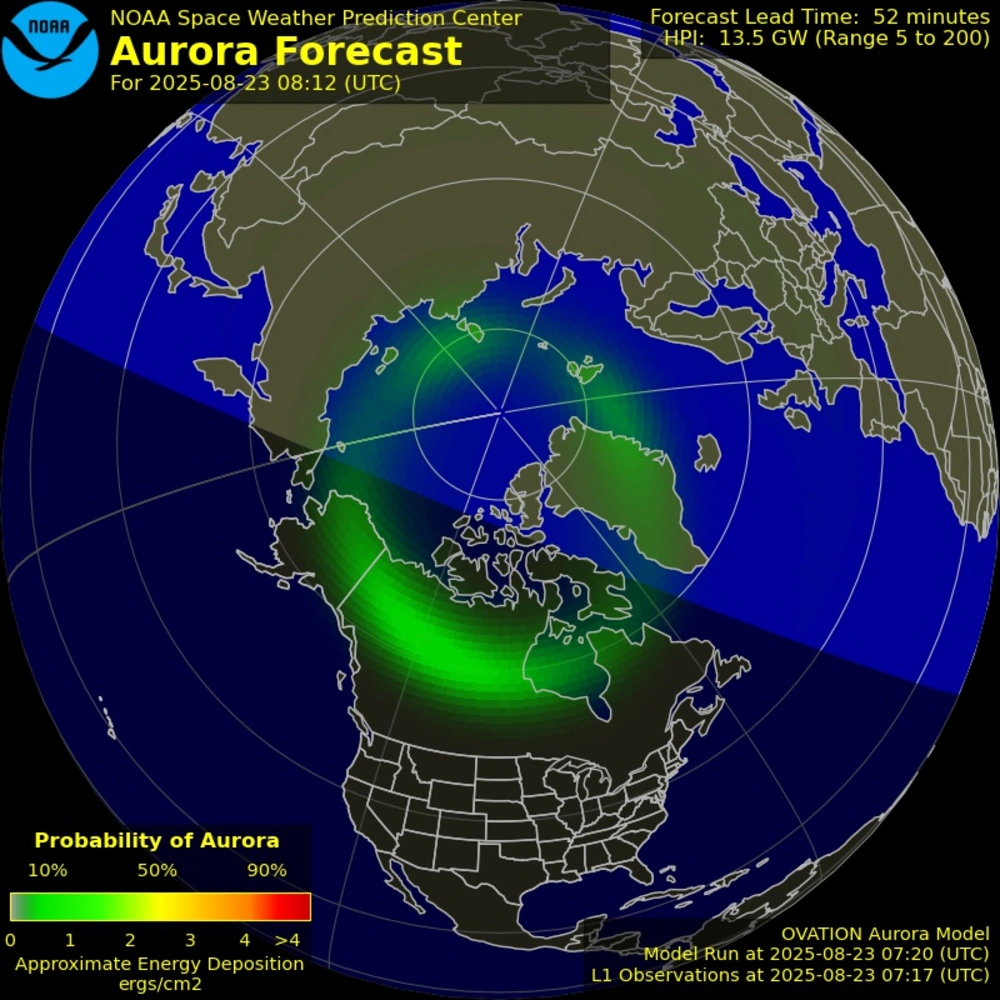 NOAA
NOAA Space Weather Prediction Center
Aurora Forecast
For 2025-08-23 08:12 (UTC)
Forecast Lead Time: 52 minutes
HPI: 13.5 GW (Range 5 to 200)
Probability of Aurora
10% 50% 90%
0 1 2 3 4 >4
Approximate Energy Deposition
ergs/cm2
OVATION Aurora Model
Model Run at 2025-08-23 07:20 (UTC)
L1 Observations at 2025-08-23 07:17 (UTC)